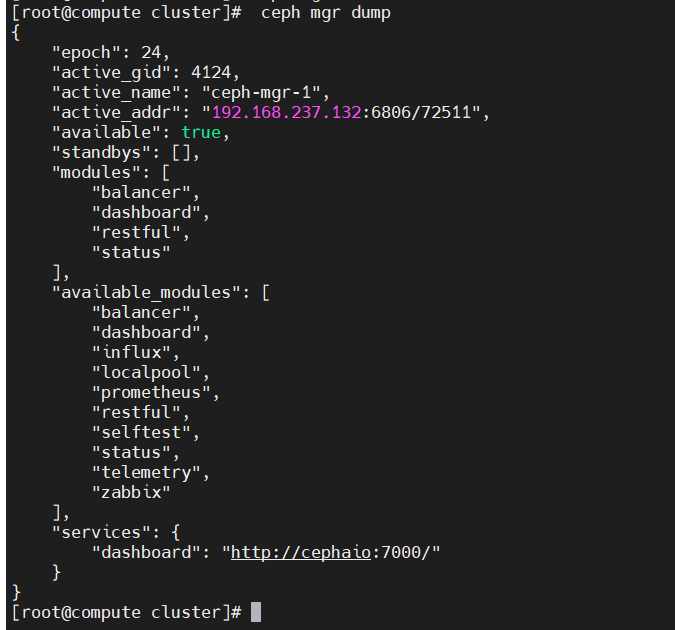 [root@compute cluster]#  ceph mgr dump
{
    "epoch": 24,
    "active_gid": 4124,
    "active_name": "ceph-mgr-1",
    "active_addr": "192.168.237.132:6806/72511",
    "available": true,
    "standbys": [],
    "modules": [
        "balancer",
        "dashboard",
        "restful",
        "status"
    ],
    "available_modules": [
        "balancer",
        "dashboard",
        "influx",
        "localpool",
        "prometheus",
        "restful",
        "selftest",
        "status",
        "telemetry",
        "zabbix"
    ],
    "services": {
        "dashboard": "http://cephaio:7000/"
    }
}
[root@compute cluster]#